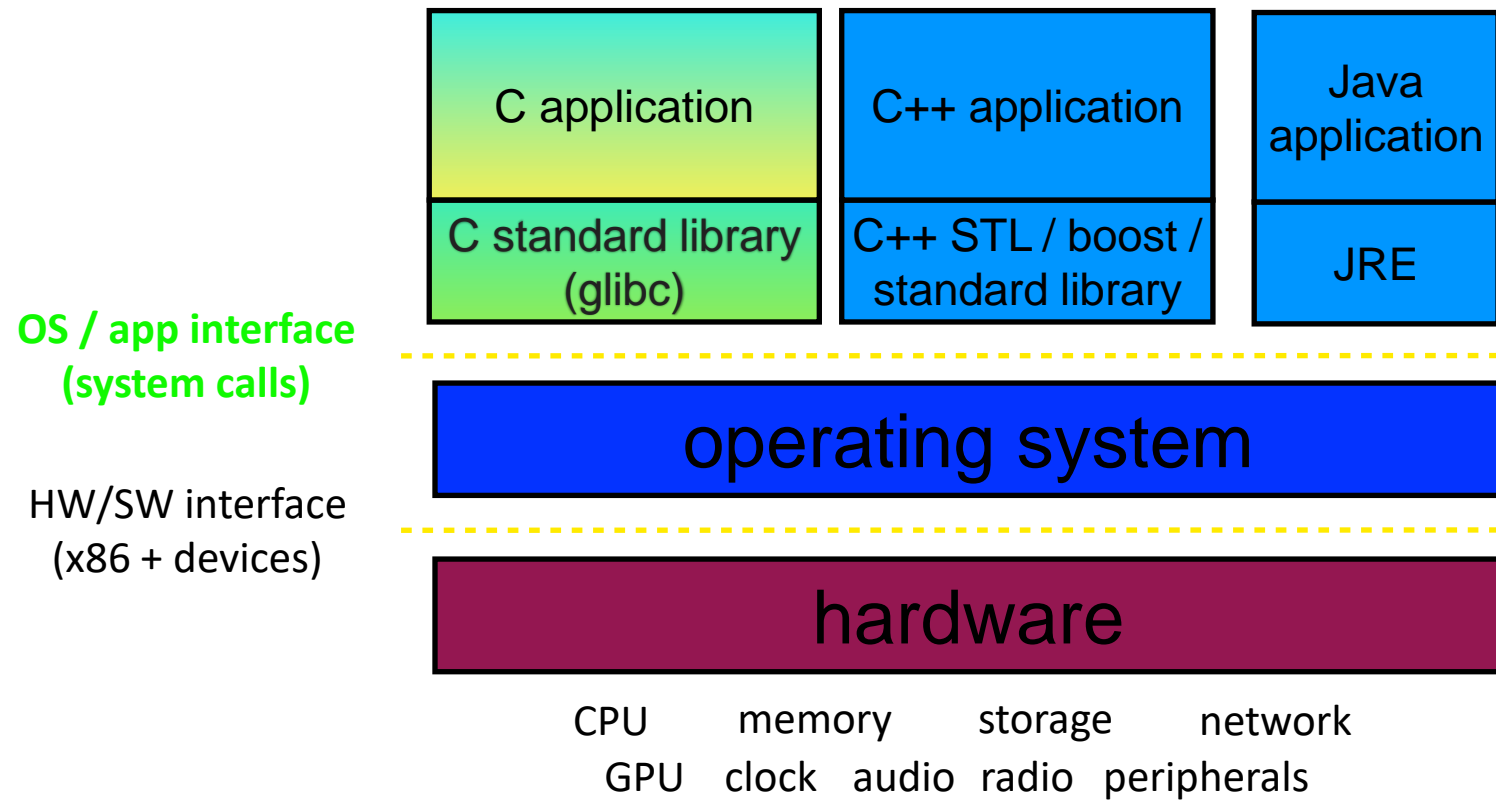 C application
C++ application
Java
application
C standard library
(glibc)
C++ STL / boost /
standard library
JRE
OS / app interface
(system calls)
operating system
HW/SW interface
(x86 + devices)
hardware
CPU memory storage network
GPU clock audio radio peripherals